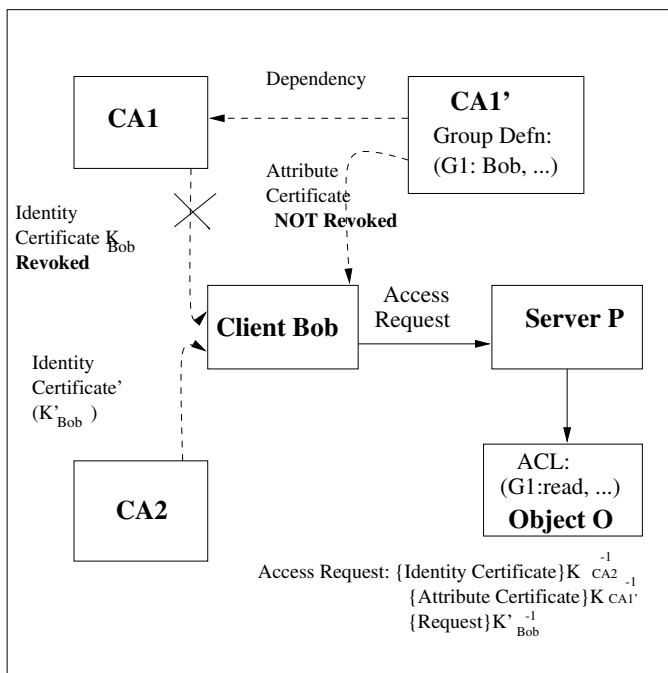 Dependency
CA1
CA1’
Group Defn:
(G1: Bob, ...)
Attribute
Certificate
NOT Revoked
Identity
Certificate K Bob
Revoked
Client Bob
Access
Request
Server P
Identity
Certificate’
(K’ Bob )
CA2
ACL:
(G1:read, ...)
Object O
Access Request: {Identity Certificate}K CA2 -1
{Attribute Certificate}K CA1’ -1
{Request}K’ Bob -1